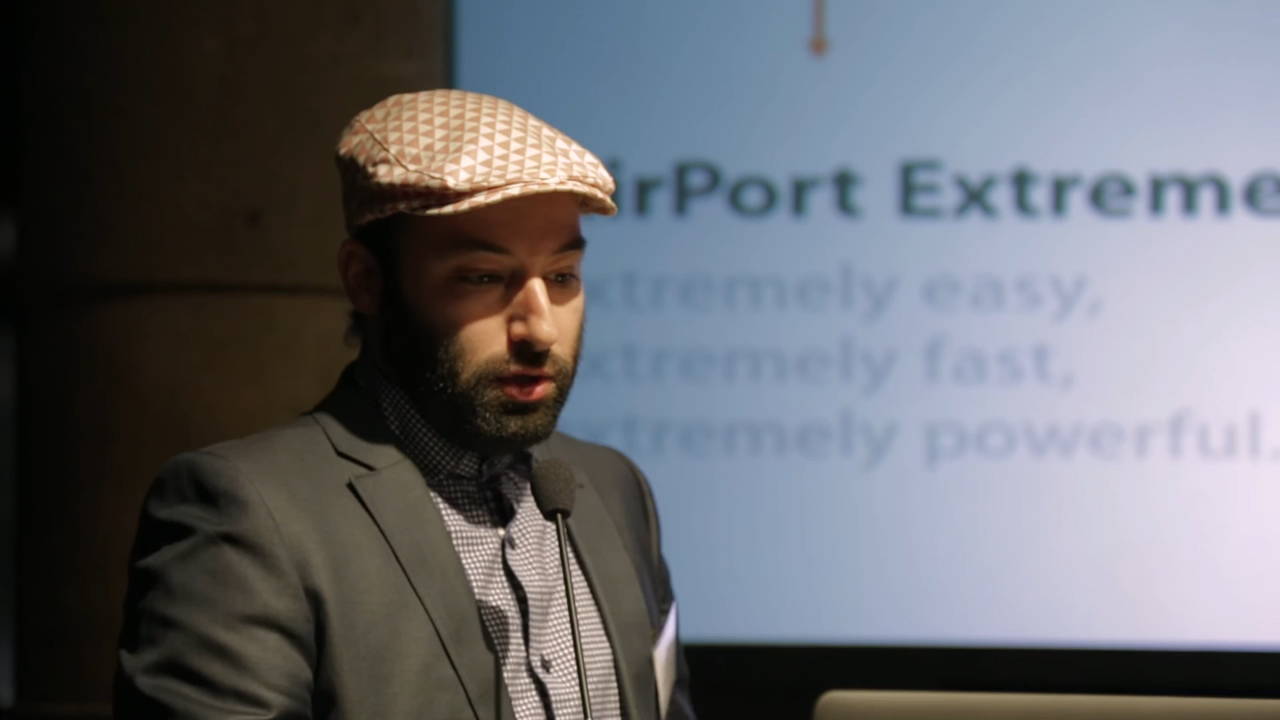 irPort Extreme
xtremely easy,
xtremely fast,
xtremely powerful.